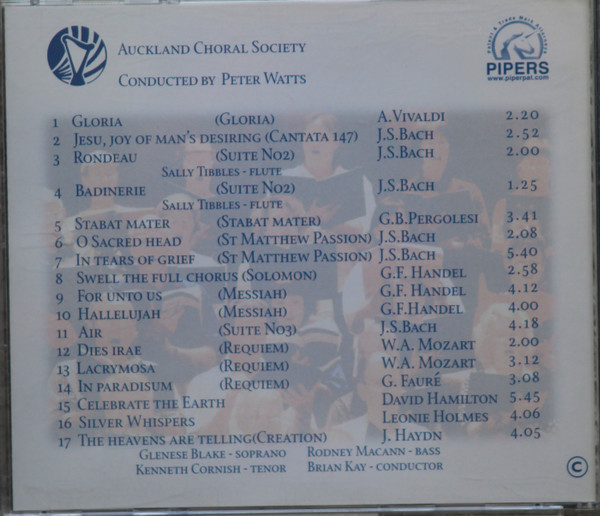 Auckland Choral Society
Conducted by Peter Watts
Patent & Trade Mark Attorneys
PIPERS
www.piperpat.com
1 Gloria (Gloria) A.Vivaldi 2.20
2 Jesu, joy of man's desiring (Cantata 147) J.S.Bach 2.52
3 Rondeau (Suite No2) J.S.Bach 2.00
Sally Tibbles - flute
4 Badinerie (Suite No2) J.S.Bach 1.25
Sally Tibbles - flute
5 Stabat mater (Stabat mater) G.B.Pergolesi 3.41
6 O Sacred head (St Matthew Passion) J.S.Bach 2.08
7 In tears of grief (St Matthew Passion) J.S.Bach 5.40
8 Swell the full chorus (Solomon) G.F. Handel 2.58
9 For unto us (Messiah) G.F. Handel 4.12
10 Hallelujah (Messiah) G.F.Handel 4.00
11 Air (Suite No3) J.S.Bach 4.18
12 Dies irae (Requiem) W.A. Mozart 2.00
13 Lacrymosa (Requiem) W.A. Mozart 3.12
14 In paradisum (Requiem) G. Fauré 3.08
15 Celebrate the Earth David Hamilton 5.45
16 Silver Whispers Leonie Holmes 4.06
17 The heavens are telling(Creation) J. Haydn 4.05
Glenese Blake - soprano Rodney Macann - bass
Kenneth Cornish - tenor Brian Kay - conductor
©